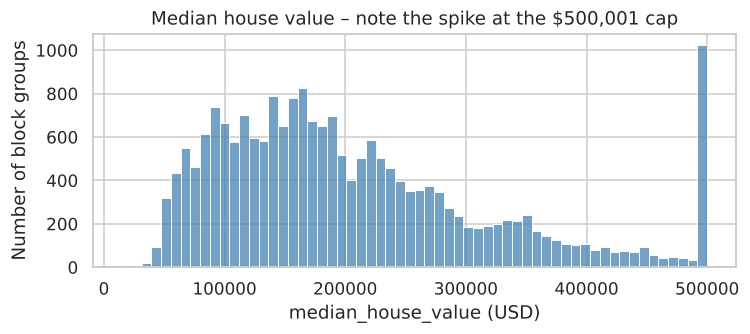 Median house value – note the spike at the $500,001 cap
Number of block groups
1000
800
600
400
200
0
0 100000 200000 300000 400000 500000
median_house_value (USD)